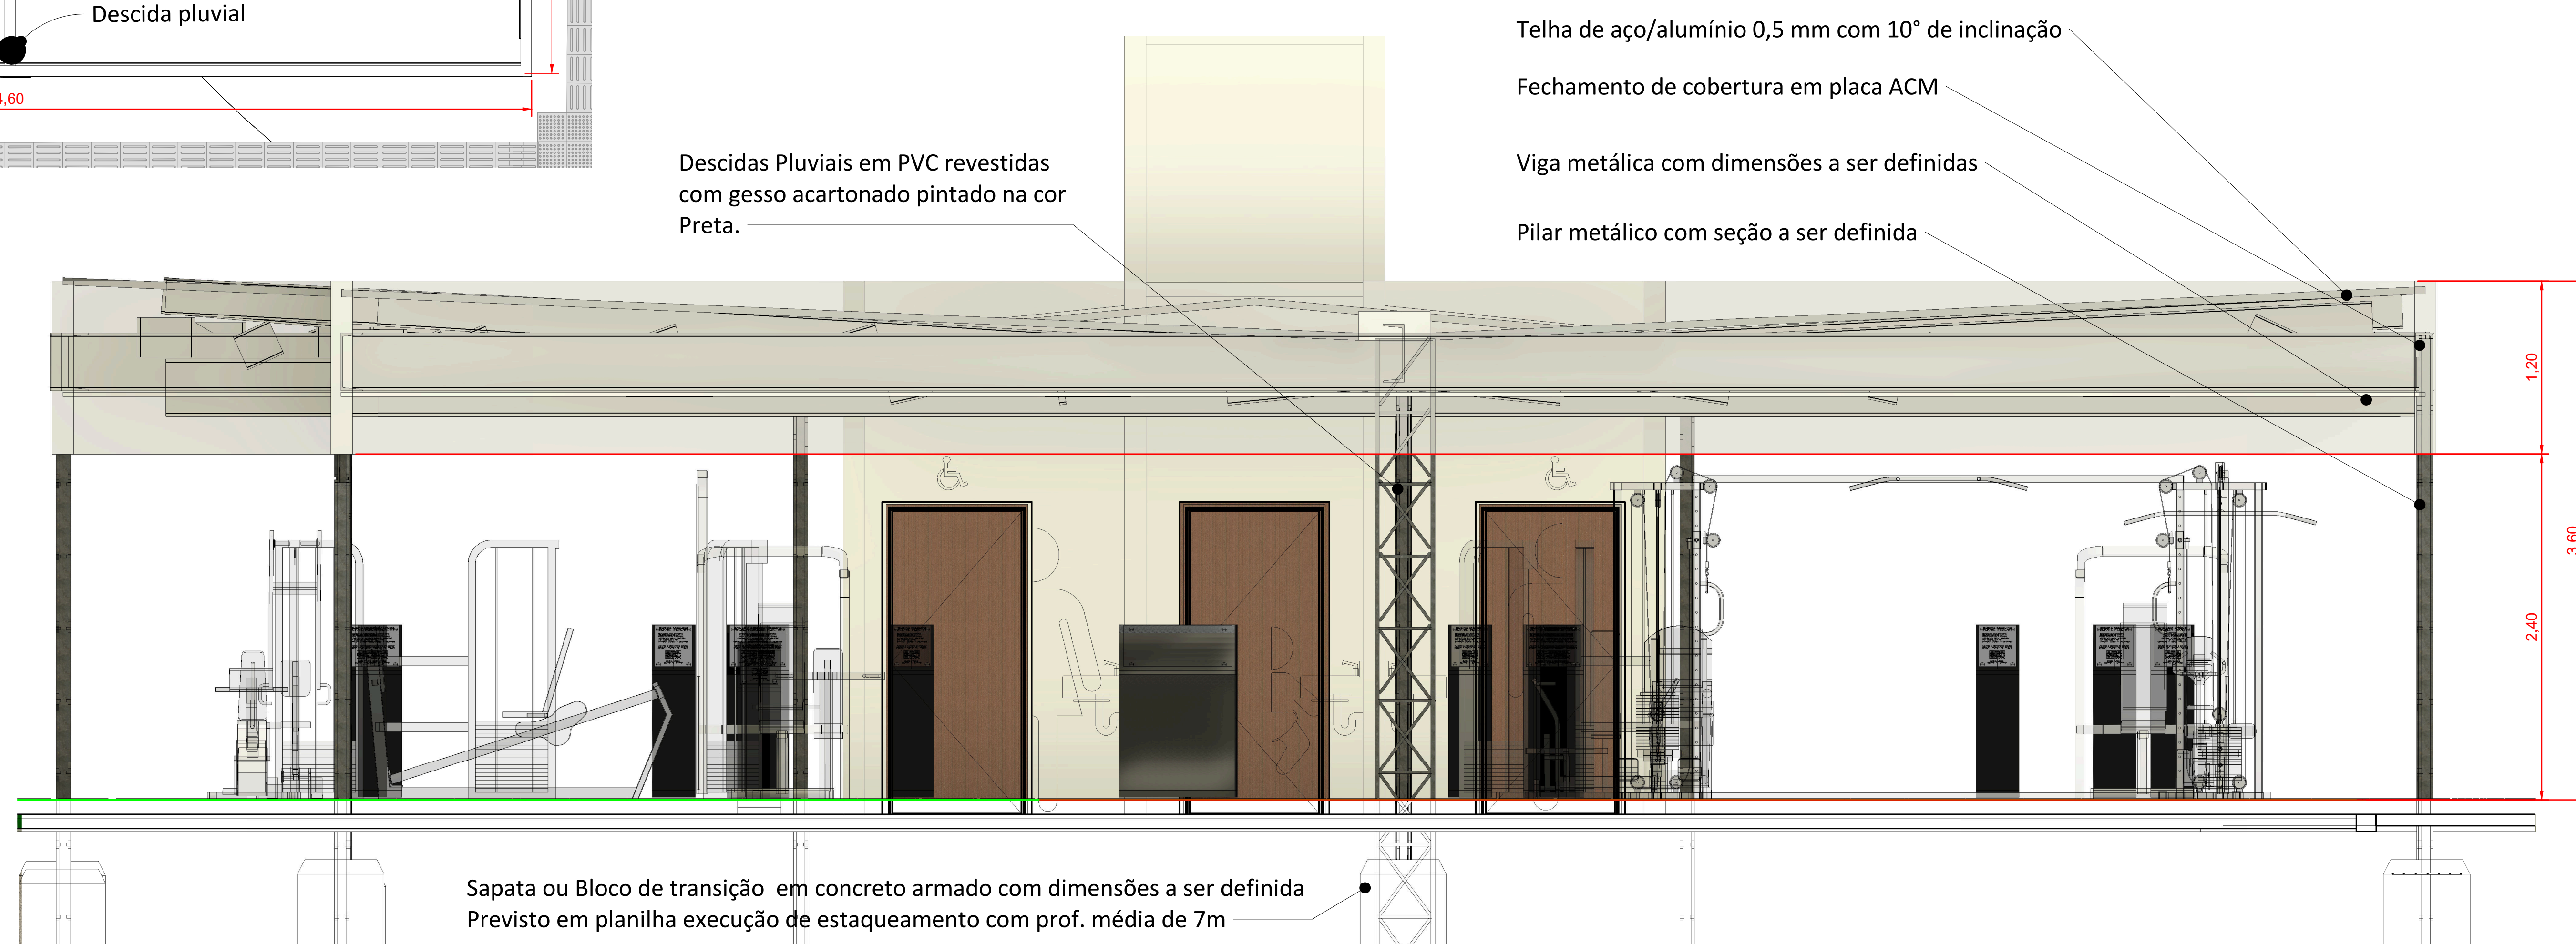 Descida pluvial
4,60
Telha de aço/alumínio 0,5 mm com 10° de inclinação
Fechamento de cobertura em placa ACM
Viga metálica com dimensões a ser definidas
Pilar metálico com seção a ser definida
Descidas Pluviais em PVC revestidas
com gesso acartonado pintado na cor
Preta.
1,20
3,60
2,40
Sapata ou Bloco de transição  em concreto armado com dimensões a ser definida
Previsto em planilha execução de estaqueamento com prof. média de 7m